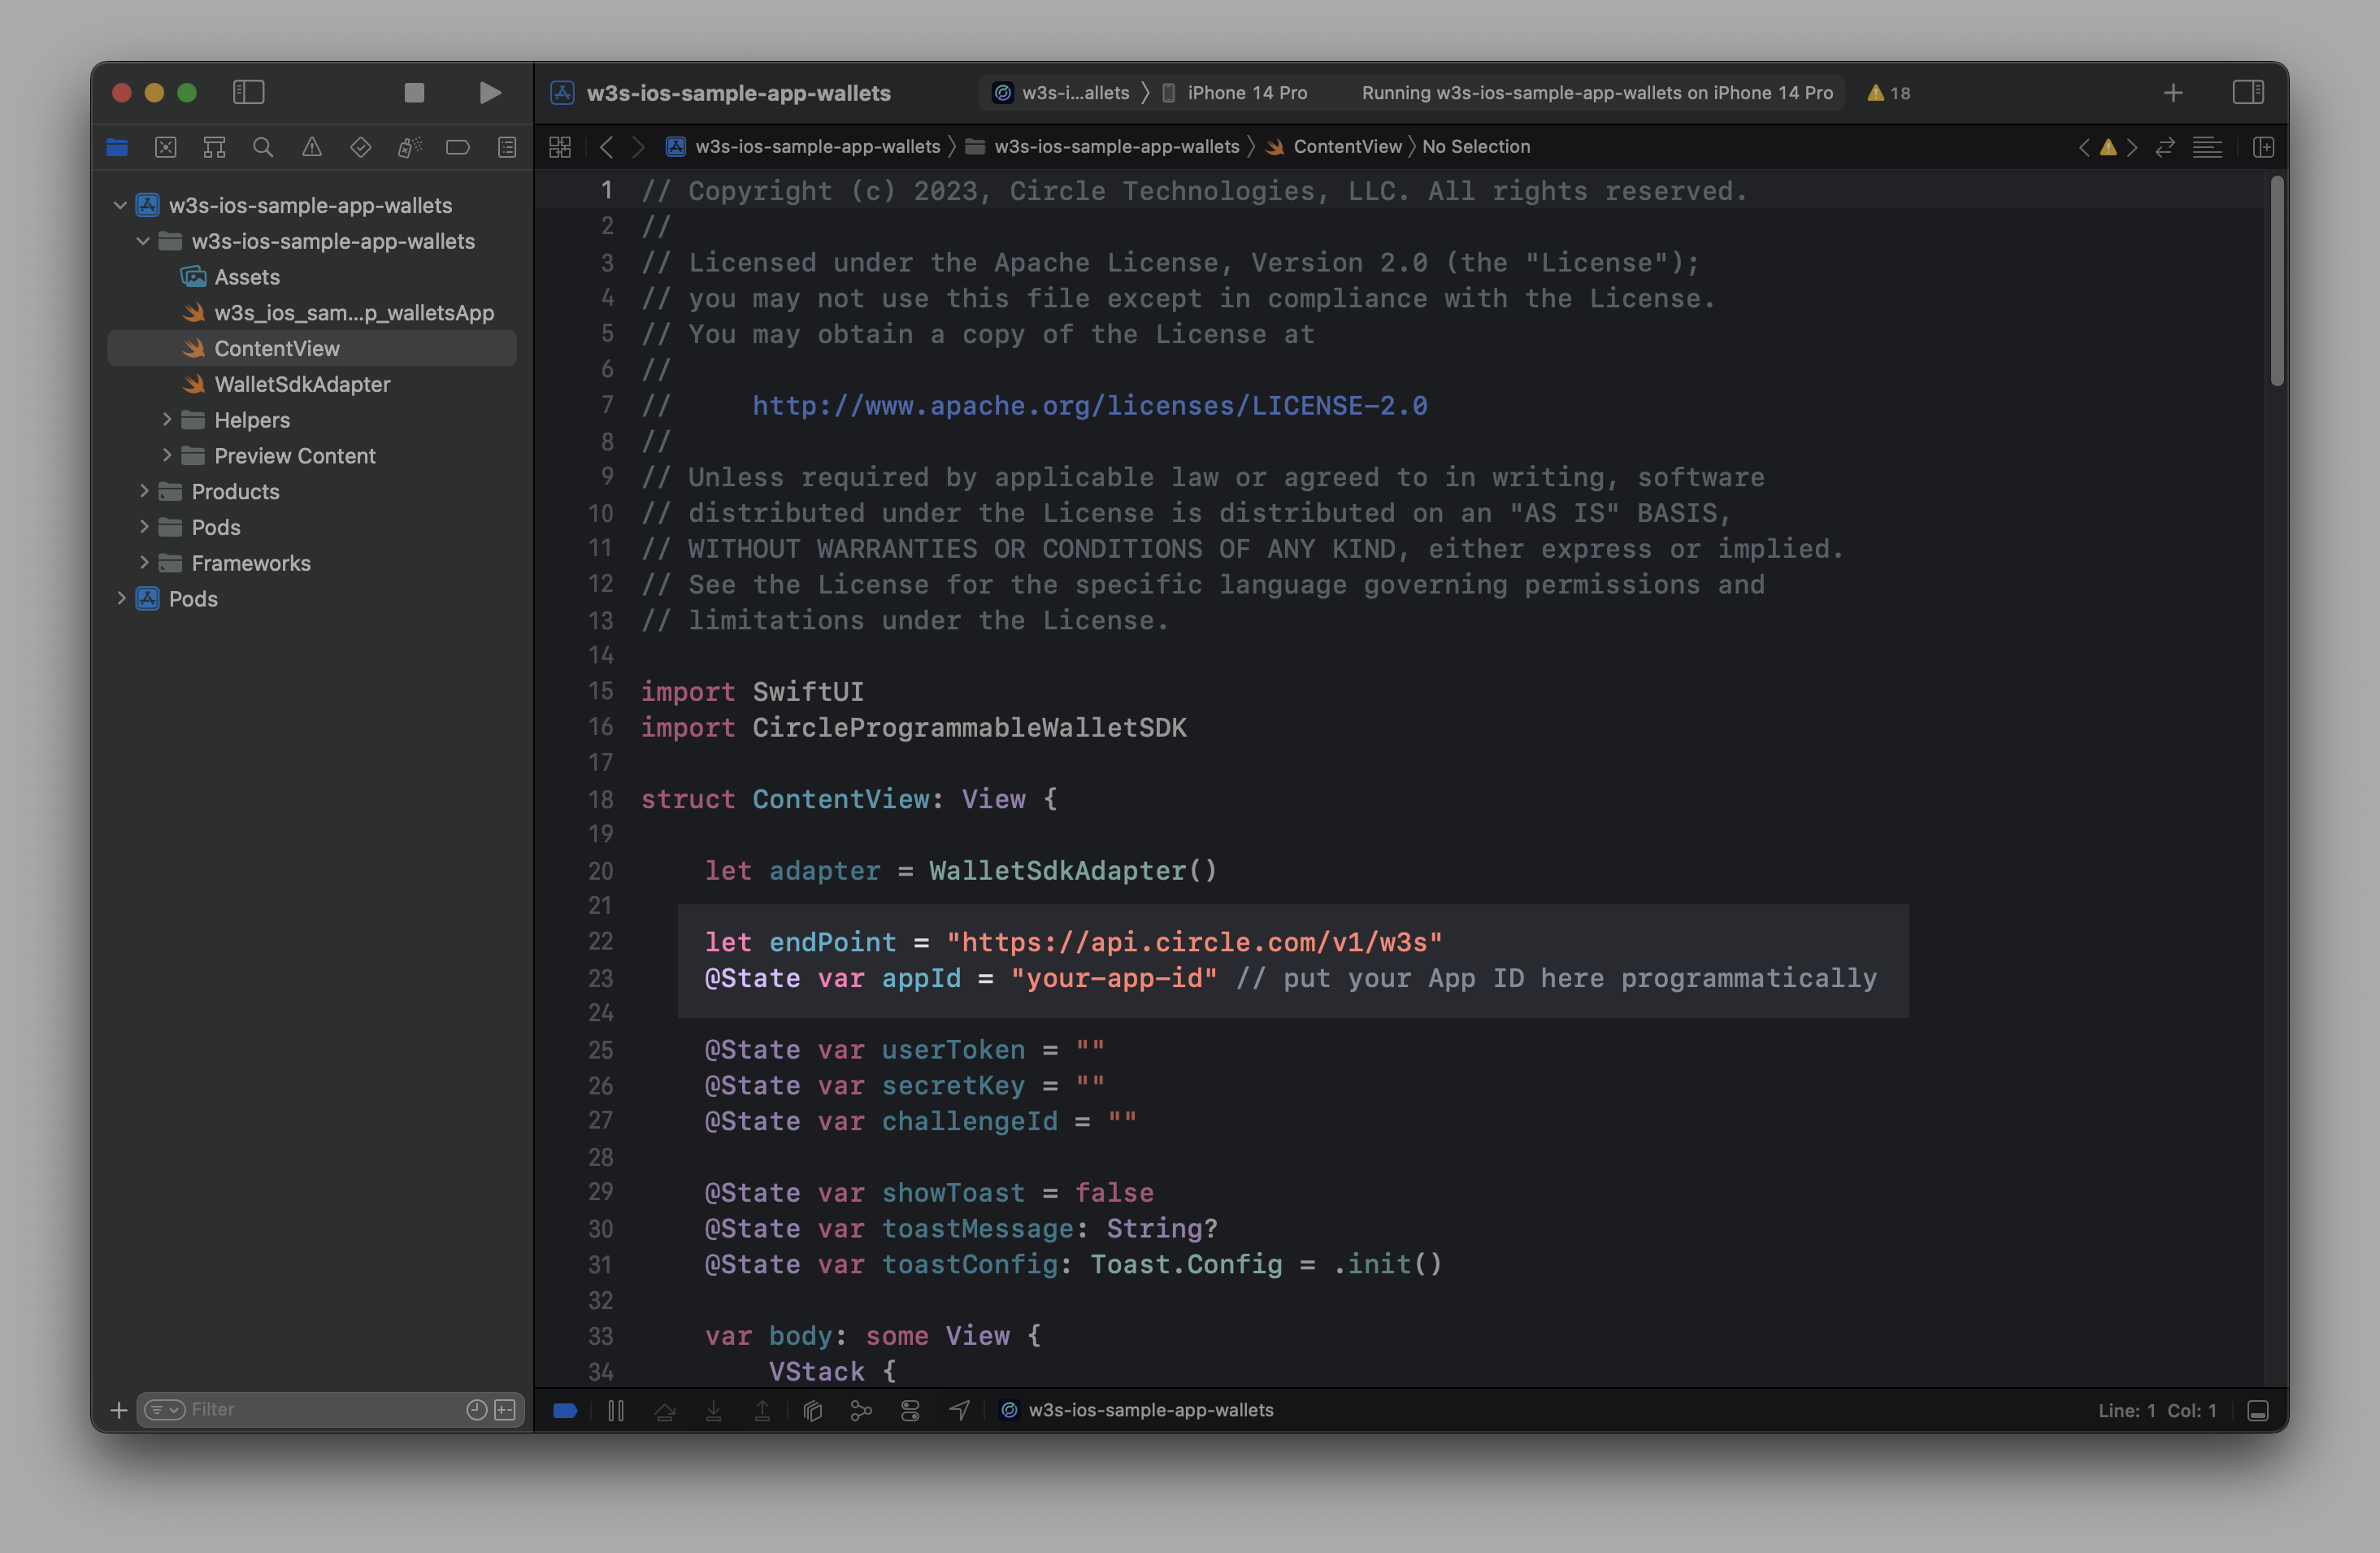 w3s-ios-sample-app-wallets
w3s-i...allets
iPhone 14 Pro
Running w3s-ios-sample-app-wallets on iPhone 14 Pro
18
w3s-ios-sample-app-wallets
w3s-ios-sample-app-wallets
ContentView
No Selection
w3s-ios-sample-app-wallets
w3s-ios-sample-app-wallets
Assets
w3s_ios_sam...p_walletsApp
ContentView
WalletSdkAdapter
Helpers
Preview Content
Products
Pods
Frameworks
Pods
Filter
1 // Copyright (c) 2023, Circle Technologies, LLC. All rights reserved.
2 //
3 // Licensed under the Apache License, Version 2.0 (the "License");
4 // you may not use this file except in compliance with the License.
5 // You may obtain a copy of the License at
6 //
7 //     http://www.apache.org/licenses/LICENSE-2.0
8 //
9 // Unless required by applicable law or agreed to in writing, software
10 // distributed under the License is distributed on an "AS IS" BASIS,
11 // WITHOUT WARRANTIES OR CONDITIONS OF ANY KIND, either express or implied.
12 // See the License for the specific language governing permissions and
13 // limitations under the License.
14
15 import SwiftUI
16 import CircleProgrammableWalletSDK
17
18 struct ContentView: View {
19
20     let adapter = WalletSdkAdapter()
21
22     let endPoint = "https://api.circle.com/v1/w3s"
23     @State var appId = "your-app-id" // put your App ID here programmatically
24
25     @State var userToken = ""
26     @State var secretKey = ""
27     @State var challengeId = ""
28
29     @State var showToast = false
30     @State var toastMessage: String?
31     @State var toastConfig: Toast.Config = .init()
32
33     var body: some View {
34         VStack {
w3s-ios-sample-app-wallets
Line: 1 Col: 1